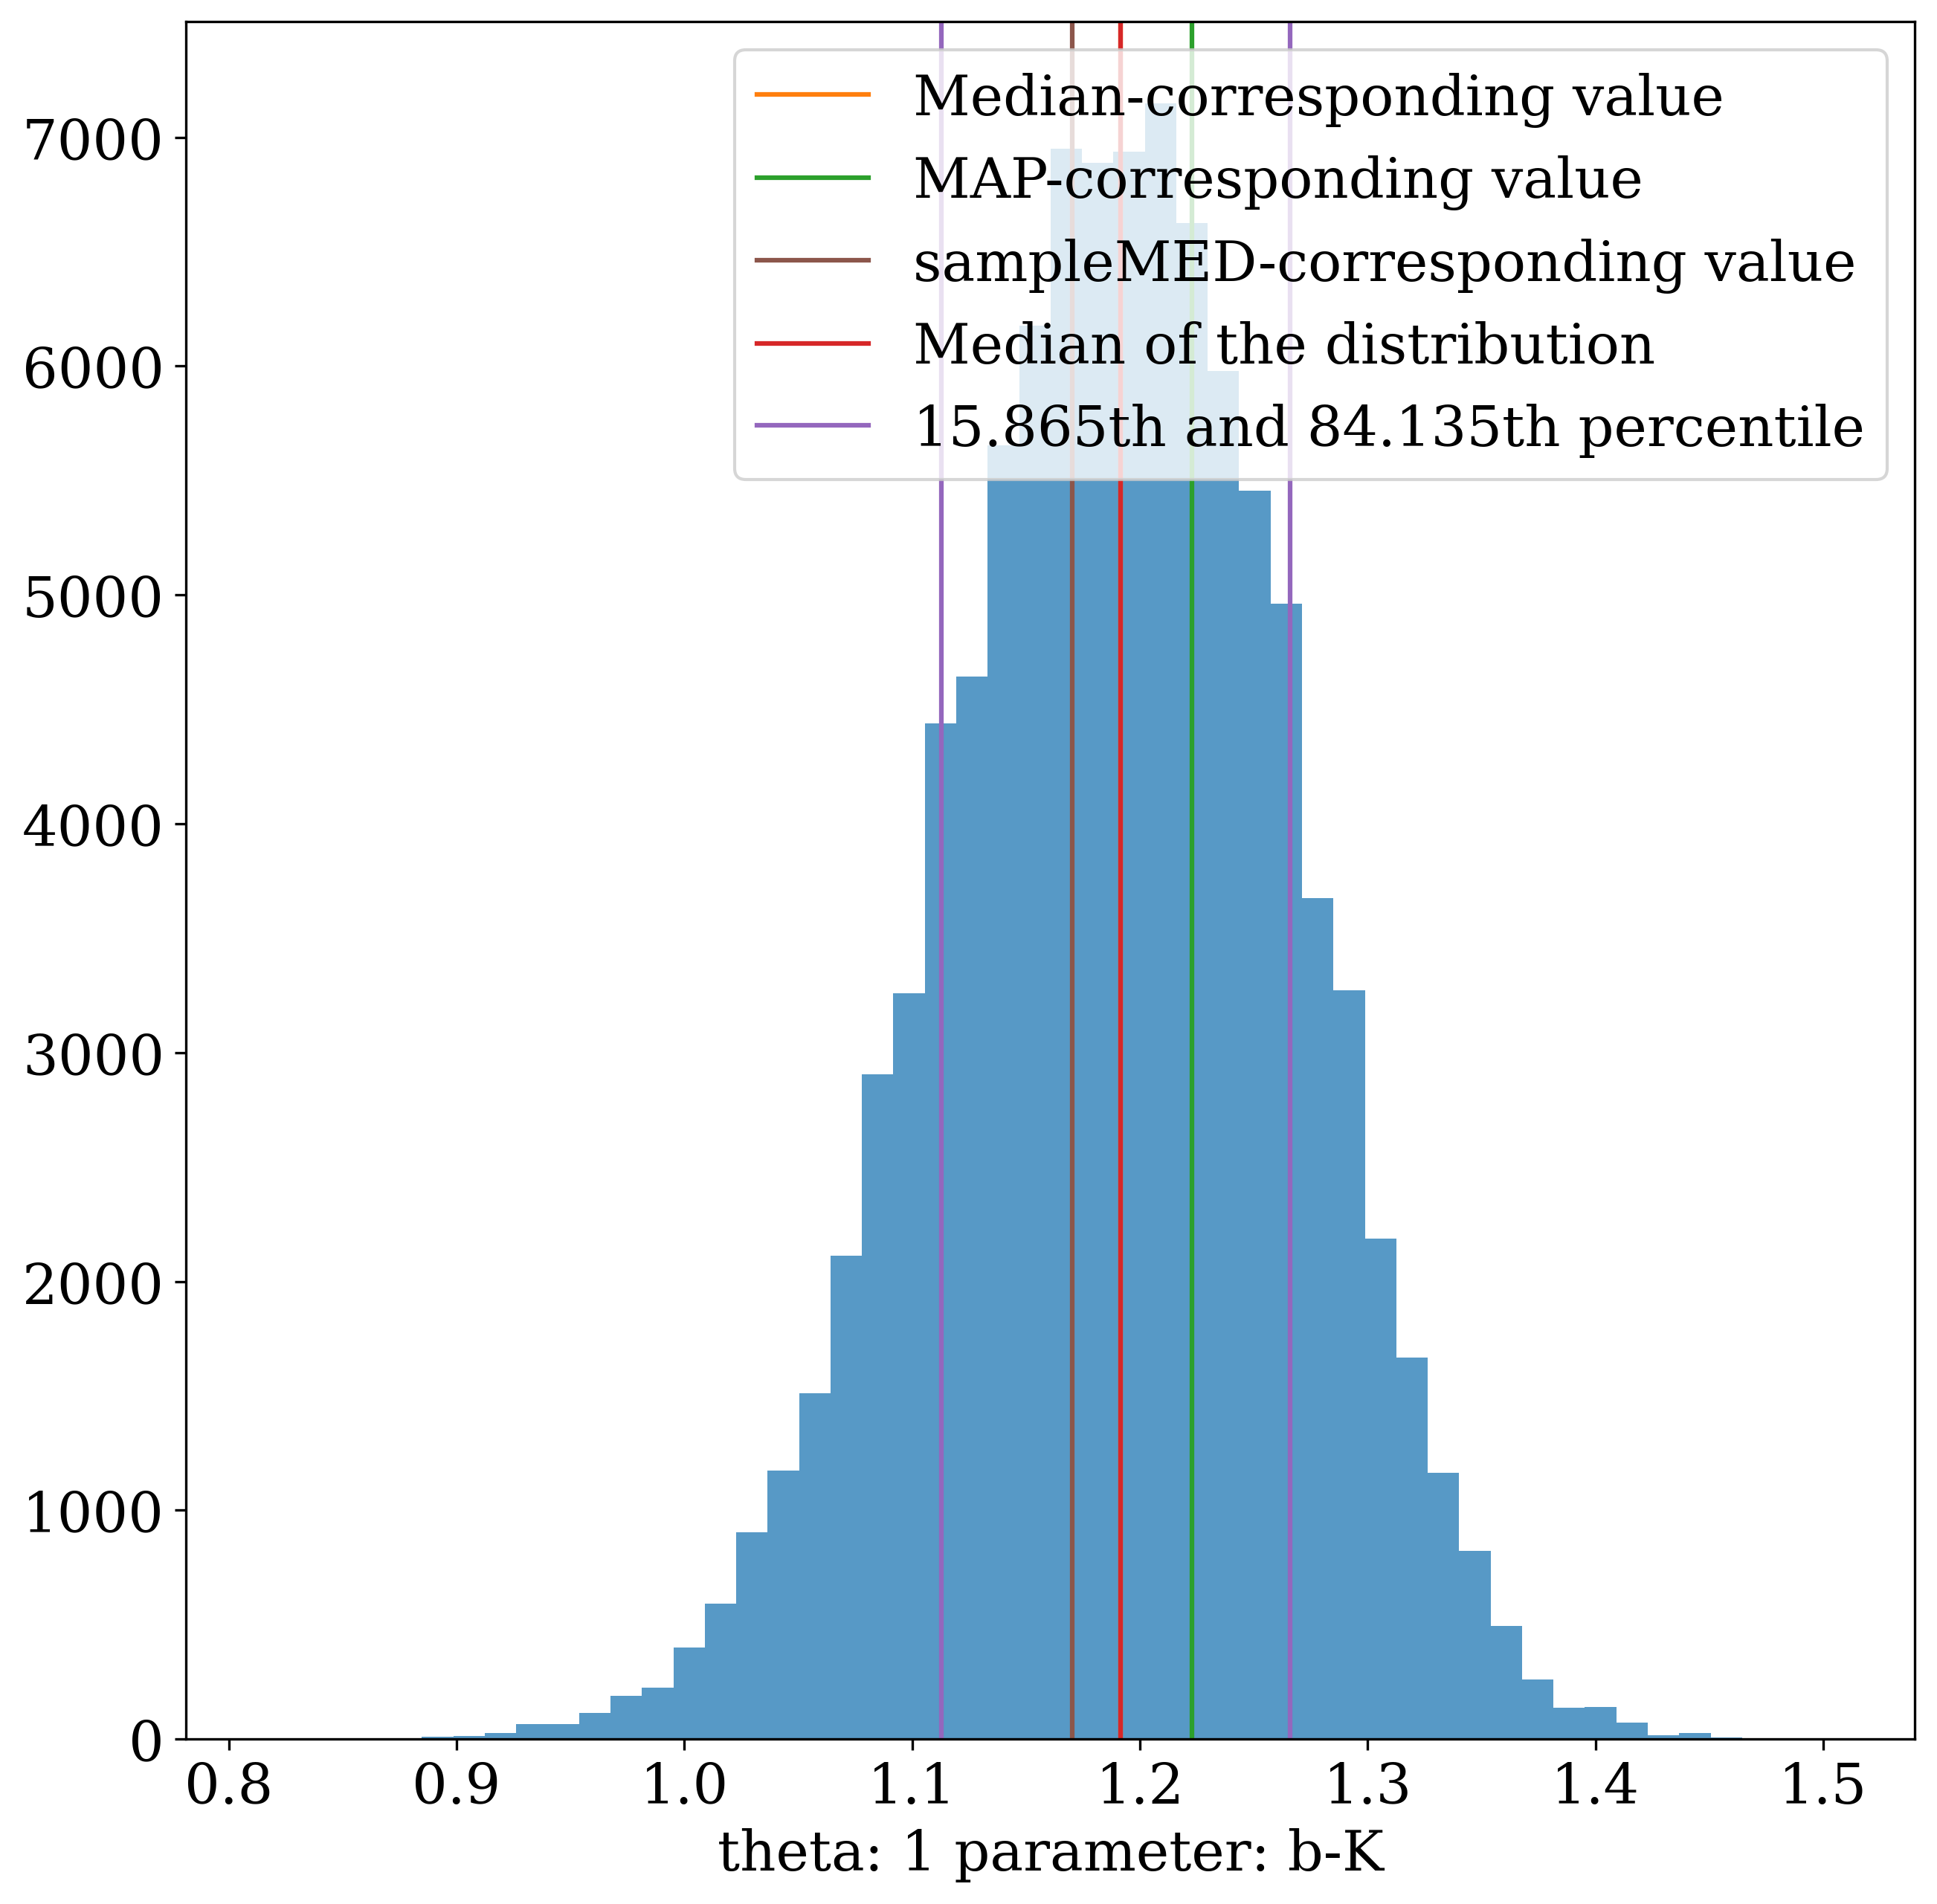 Median-corresponding value
MAP-corresponding value
sampleMED-corresponding value
Median of the distribution
15.865th and 84.135th percentile
7000
6000
5000
4000
3000
2000
1000
0
0.8 0.9 1.0 1.1 1.2 1.3 1.4 1.5
theta: 1 parameter: b-K